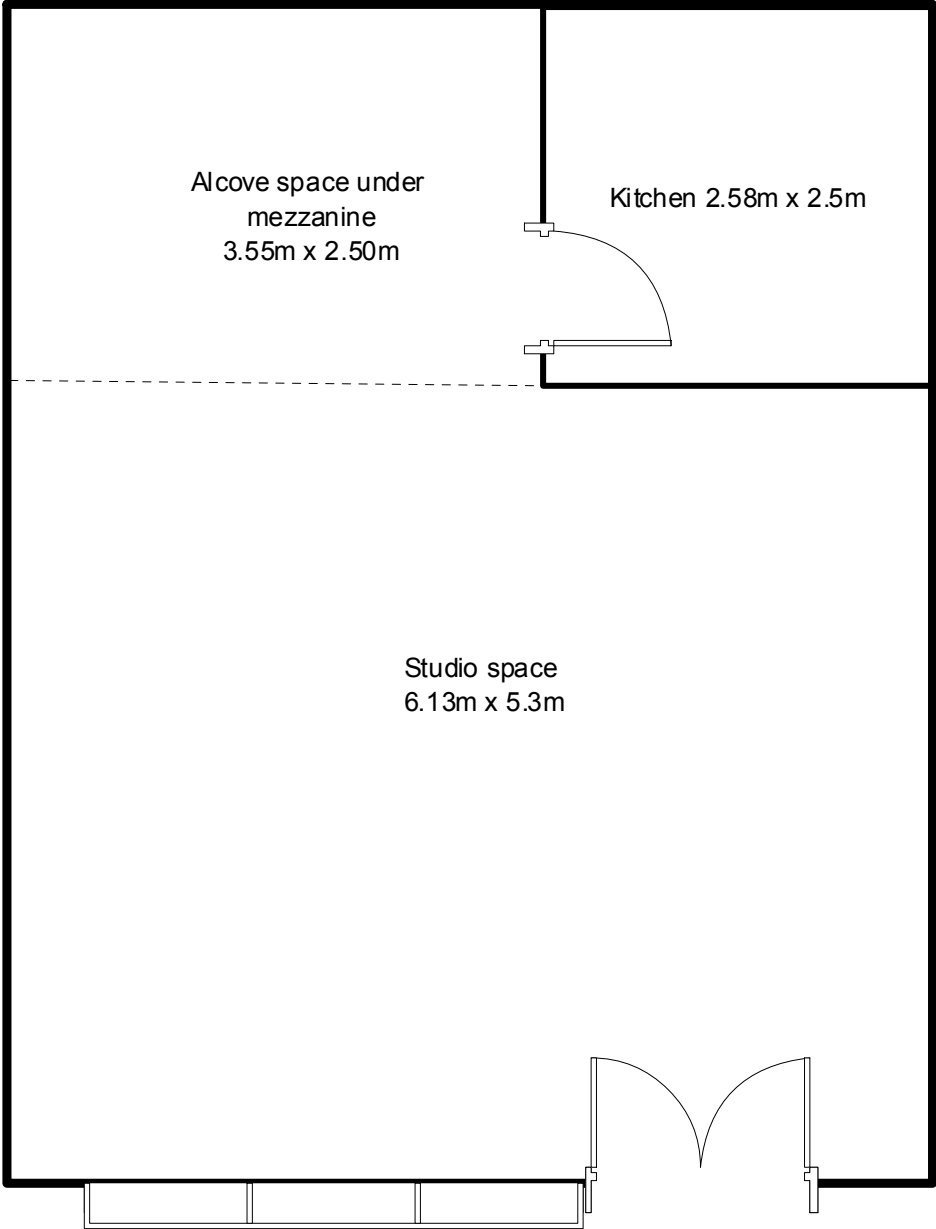 Alcove space under
mezzanine
3.55m x 2.50m
Kitchen 2.58m x 2.5m
Studio space
6.13m x 5.3m